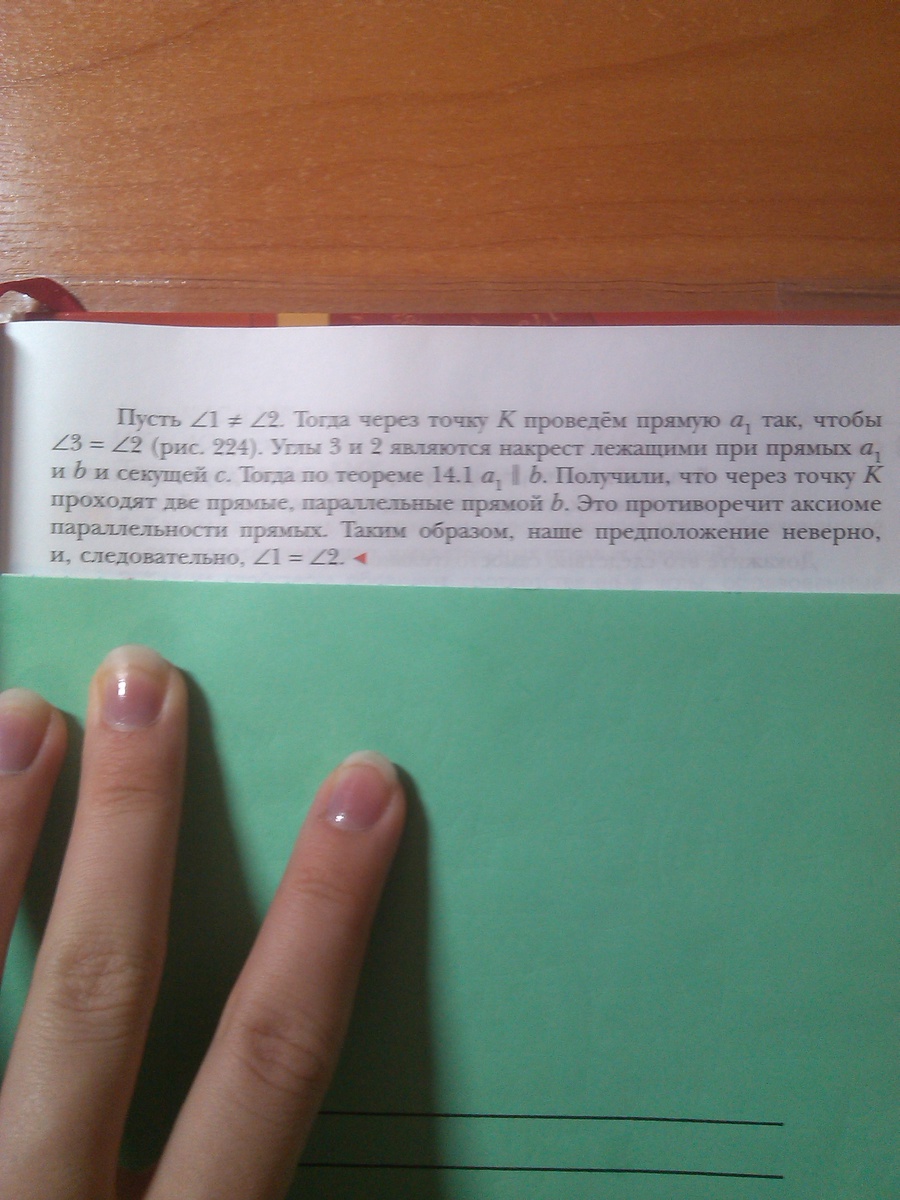 Пусть ∠1 ≠ ∠2. Тогда через точку K проведём прямую a₁ так, чтобы
∠3 = ∠2 (рис. 224). Углы 3 и 2 являются накрест лежащими при прямых a₁
и b и секущей c. Тогда по теореме 14.1 a₁ ∥ b. Получили, что через точку K
проходят две прямые, параллельные прямой b. Это противоречит аксиоме
параллельности прямых. Таким образом, наше предположение неверно,
и, следовательно, ∠1 = ∠2. ◄